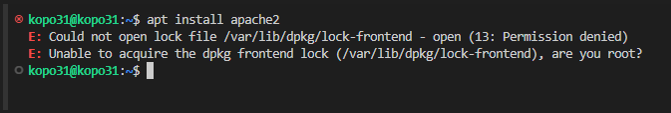 kopo31@kopo31:~$ apt install apache2
E: Could not open lock file /var/lib/dpkg/lock-frontend - open (13: Permission denied)
E: Unable to acquire the dpkg frontend lock (/var/lib/dpkg/lock-frontend), are you root?
kopo31@kopo31:~$